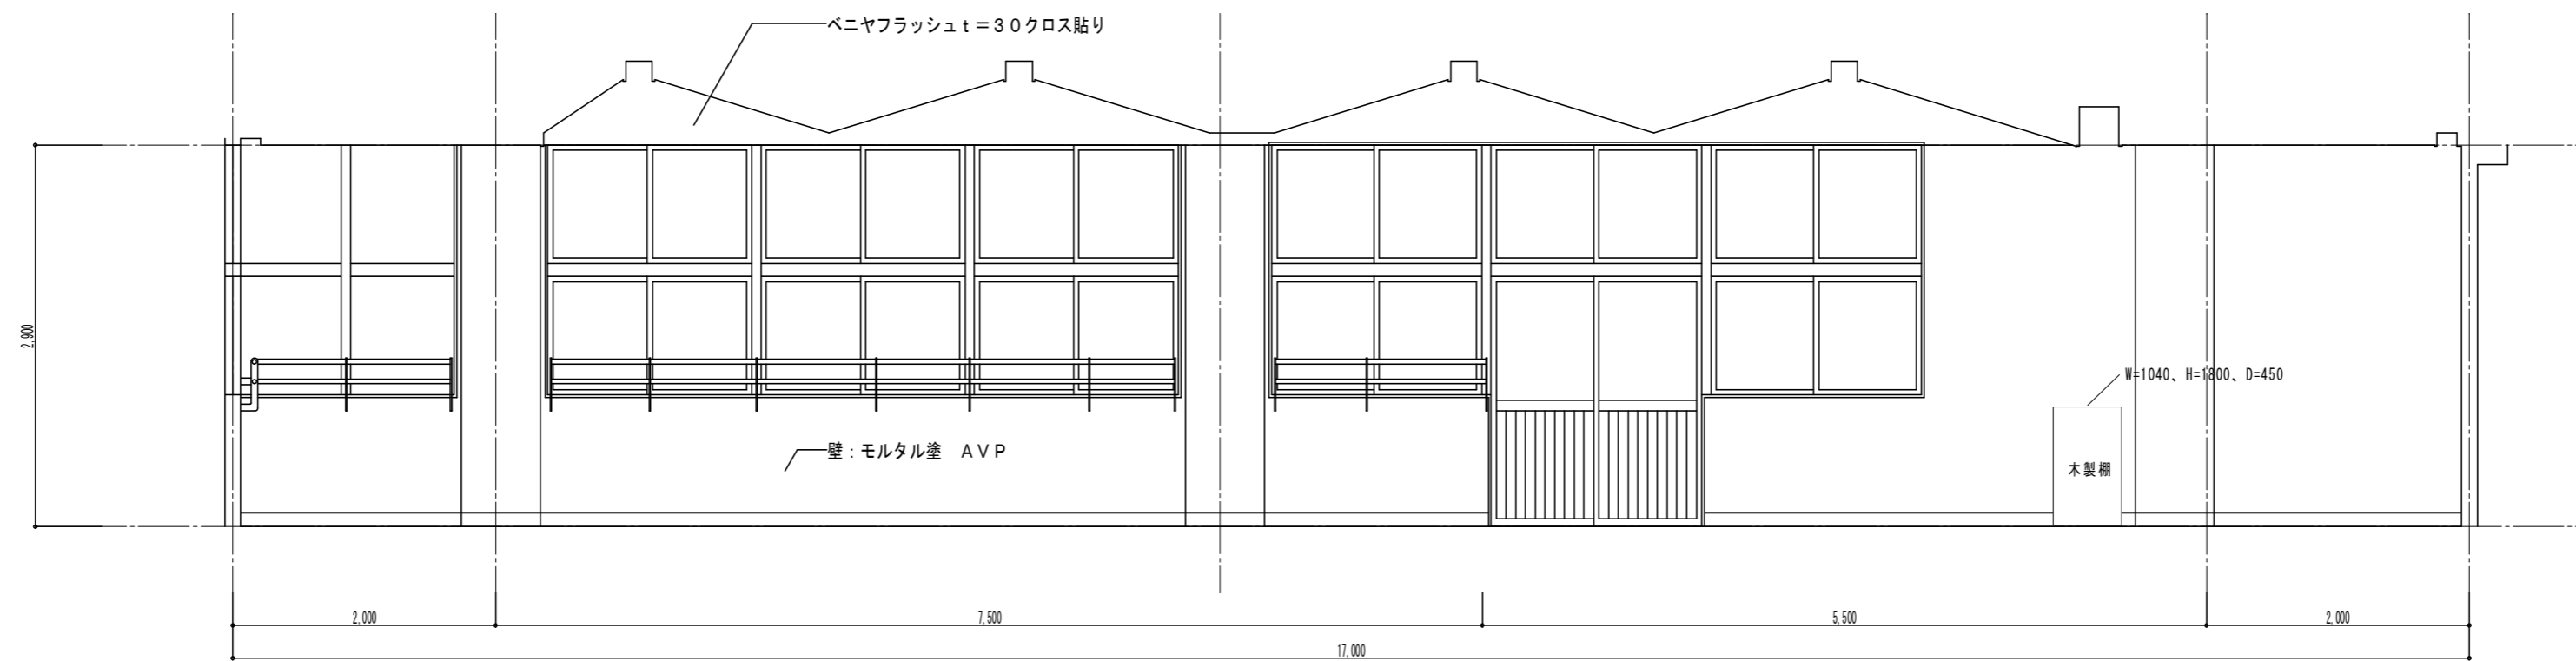 ベニヤフラッシュｔ＝３０クロス貼り
2,900
W=1040、H=1800、D=450
壁：モルタル塗　ＡＶＰ
木製棚
2,000
7,500
5,500
2,000
17,000